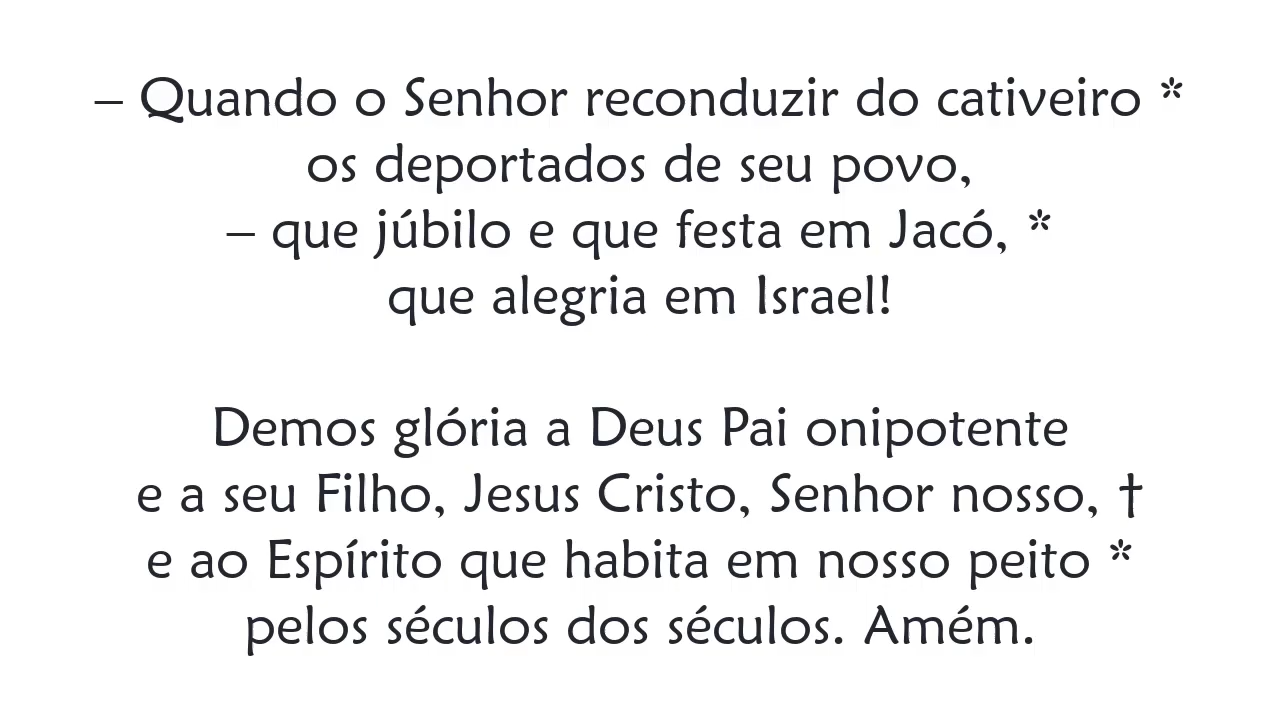 – Quando o Senhor reconduzir do cativeiro *
os deportados de seu povo,
– que júbilo e que festa em Jacó, *
que alegria em Israel!
Demos glória a Deus Pai onipotente
e a seu Filho, Jesus Cristo, Senhor nosso, †
e ao Espírito que habita em nosso peito *
pelos séculos dos séculos. Amém.